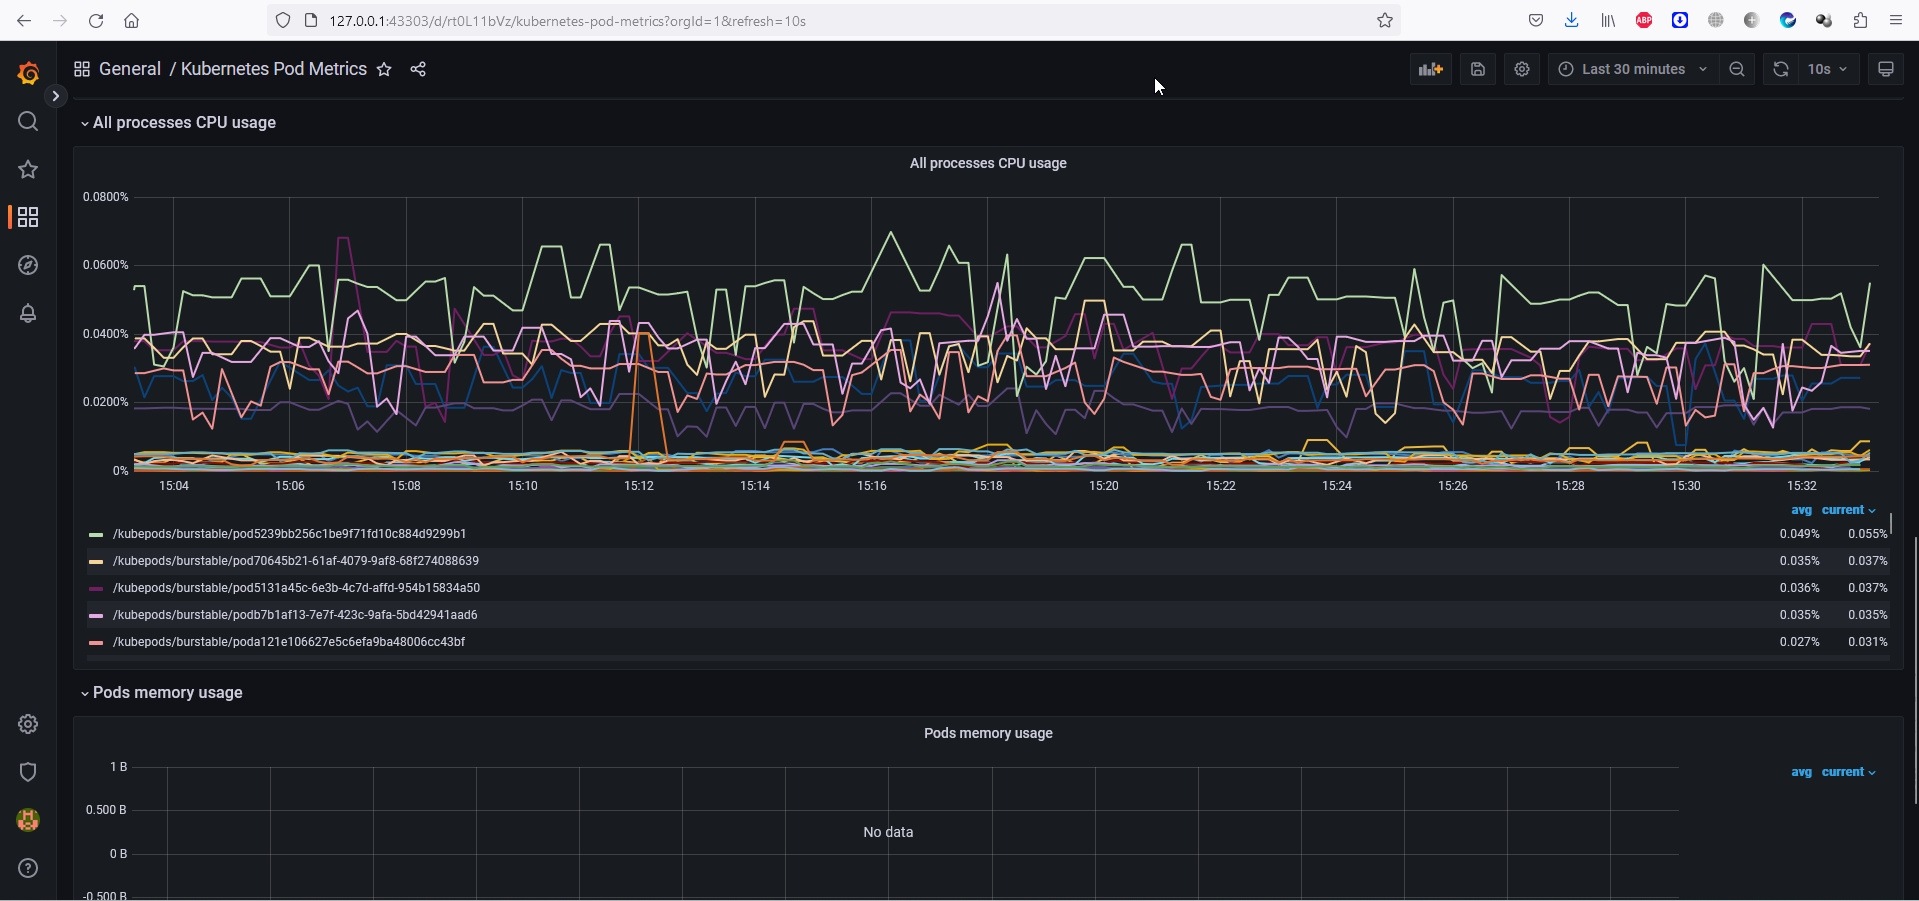 127.0.0.1:43303/d/rt0L11bVz/kubernetes-pod-metrics?orgId=1&refresh=10s
ABP
General / Kubernetes Pod Metrics
Last 30 minutes
10s
All processes CPU usage
All processes CPU usage
0.0800%
0.0600%
0.0400%
0.0200%
0%
15:04 15:06 15:08 15:10 15:12 15:14 15:16 15:18 15:20 15:22 15:24 15:26 15:28 15:30 15:32
avg current
/kubepods/burstable/pod5239bb256c1be9f71fd10c884d9299b1 0.049% 0.055%
/kubepods/burstable/pod70645b21-61af-4079-9af8-68f274088639 0.035% 0.037%
/kubepods/burstable/pod5131a45c-6e3b-4c7d-affd-954b15834a50 0.036% 0.037%
/kubepods/burstable/podb7b1af13-7e7f-423c-9afa-5bd42941aad6 0.035% 0.035%
/kubepods/burstable/poda121e106627e5c6efa9ba48006cc43bf 0.027% 0.031%
Pods memory usage
Pods memory usage
avg current
1 B
0.500 B
No data
0 B
-0.500 B